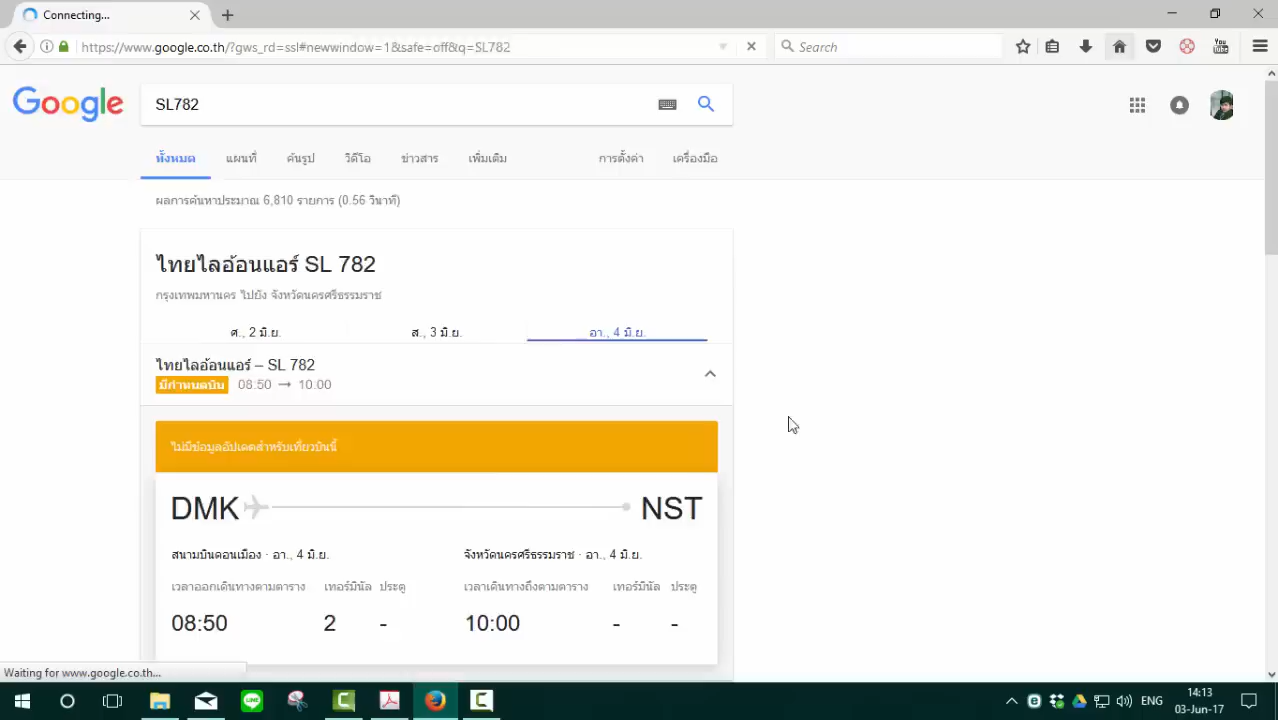 Connecting...
https://www.google.co.th/?gws_rd=ssl#newwindow=1&safe=off&q=SL782
Search
You
Tube
Google
SL782
ทั้งหมด แผนที่ ค้นรูป วิดีโอ ข่าวสาร เพิ่มเติม การตั้งค่า เครื่องมือ
ผลการค้นหาประมาณ 6,810 รายการ (0.56 วินาที)
ไทยไลอ้อนแอร์ SL 782
กรุงเทพมหานคร ไปยัง จังหวัดนครศรีธรรมราช
ศ., 2 มิ.ย. ส., 3 มิ.ย. อา., 4 มิ.ย.
ไทยไลอ้อนแอร์ – SL 782
มีกำหนดบิน 08:50 → 10:00
ไม่มีข้อมูลอัปเดตสำหรับเที่ยวบินนี้
DMK NST
สนามบินดอนเมือง · อา., 4 มิ.ย. จังหวัดนครศรีธรรมราช · อา., 4 มิ.ย.
เวลาออกเดินทางตามตาราง เทอร์มินัล ประตู เวลาเดินทางถึงตามตาราง เทอร์มินัล ประตู
08:50 2 - 10:00 - -
Waiting for www.google.co.th...
LINE
ENG
14:13
03-Jun-17